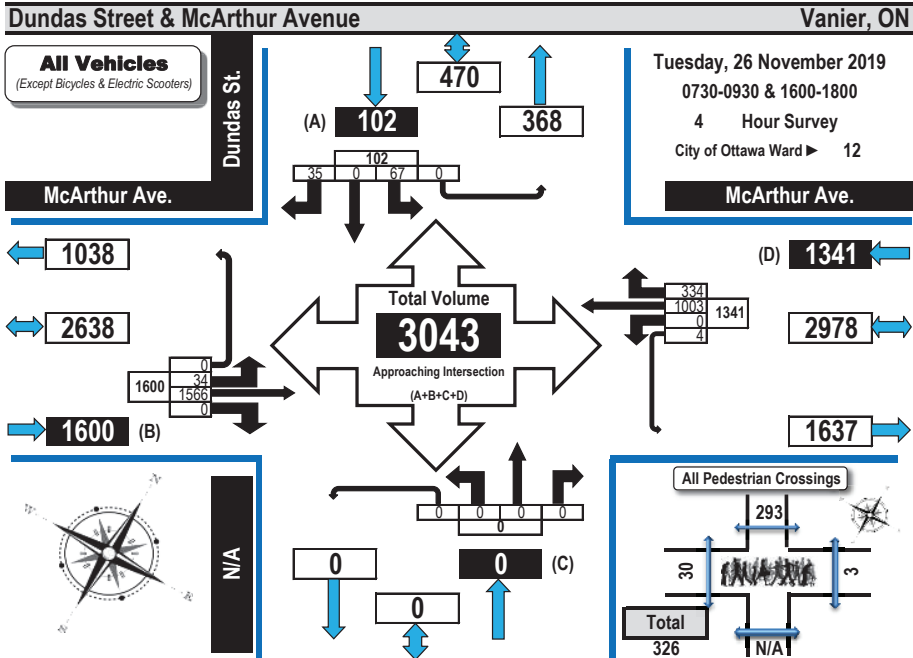 Dundas Street & McArthur Avenue
Vanier, ON
All Vehicles
(Except Bicycles & Electric Scooters)
Dundas St.
McArthur Ave.
470
(A) 102
368
102
35 0 67 0
Tuesday, 26 November 2019
0730-0930 & 1600-1800
4 Hour Survey
City of Ottawa Ward ► 12
McArthur Ave.
1038
2638
1600 (B)
0
34
1566
0
1600
Total Volume
3043
Approaching Intersection
(A+B+C+D)
334
1003
0
4
1341
(D) 1341
2978
1637
N/A
0 0 0 0
0
0
0
0 (C)
All Pedestrian Crossings
293
30
3
Total
326
N/A